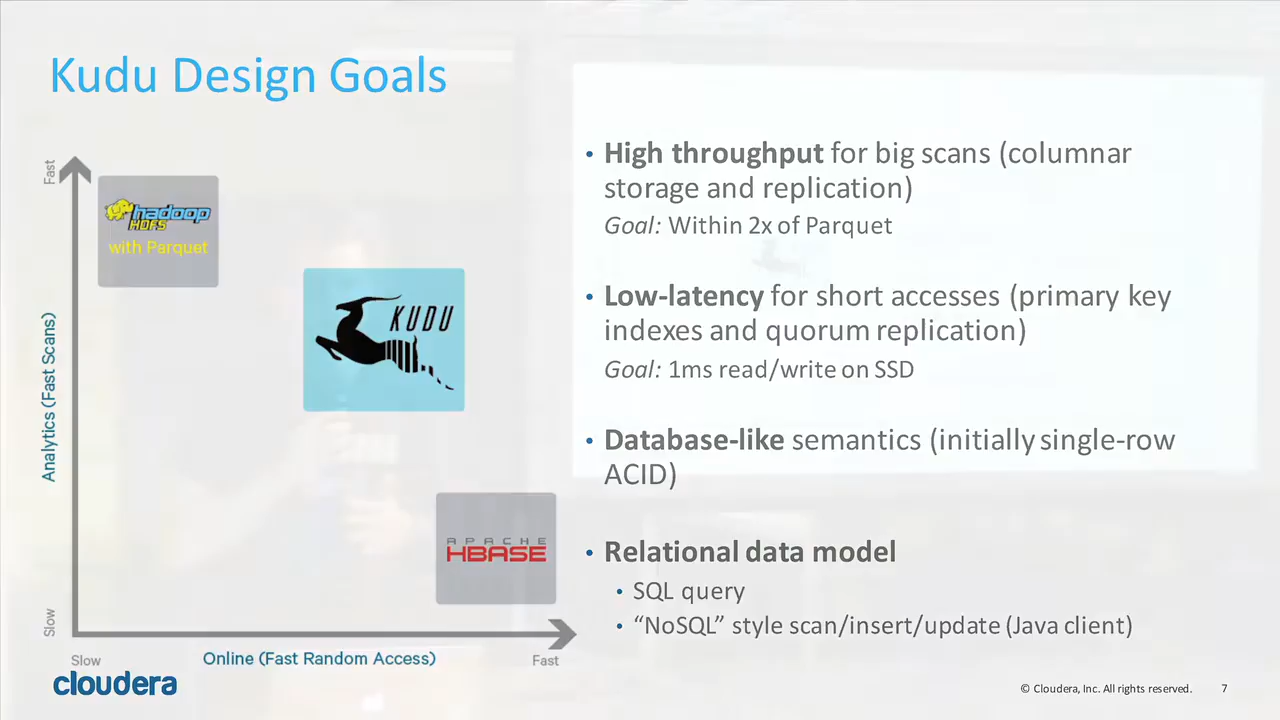 Kudu Design Goals
Fast
hadoop
HDFS
with Parquet
KUDU
APACHE
HBASE
Analytics (Fast Scans)
Slow
Slow
Online (Fast Random Access)
Fast
• High throughput for big scans (columnar
storage and replication)
Goal: Within 2x of Parquet
• Low-latency for short accesses (primary key
indexes and quorum replication)
Goal: 1ms read/write on SSD
• Database-like semantics (initially single-row
ACID)
• Relational data model
• SQL query
• “NoSQL” style scan/insert/update (Java client)
cloudera
© Cloudera, Inc. All rights reserved.
7